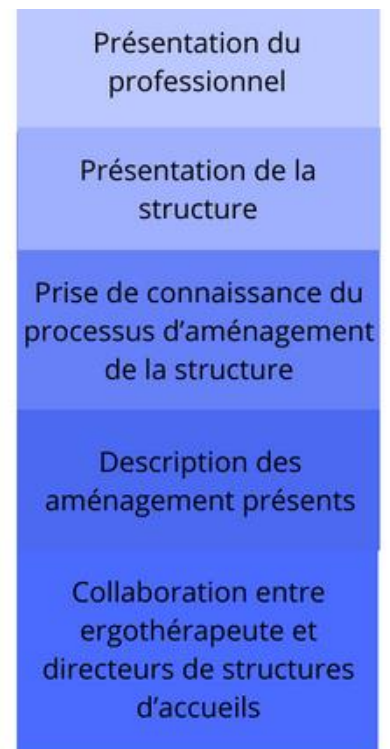 Présentation du
professionnel
Présentation de la
structure
Prise de connaissance du
processus d’aménagement
de la structure
Description des
aménagement présents
Collaboration entre
ergothérapeute et
directeurs de structures
d’accueils